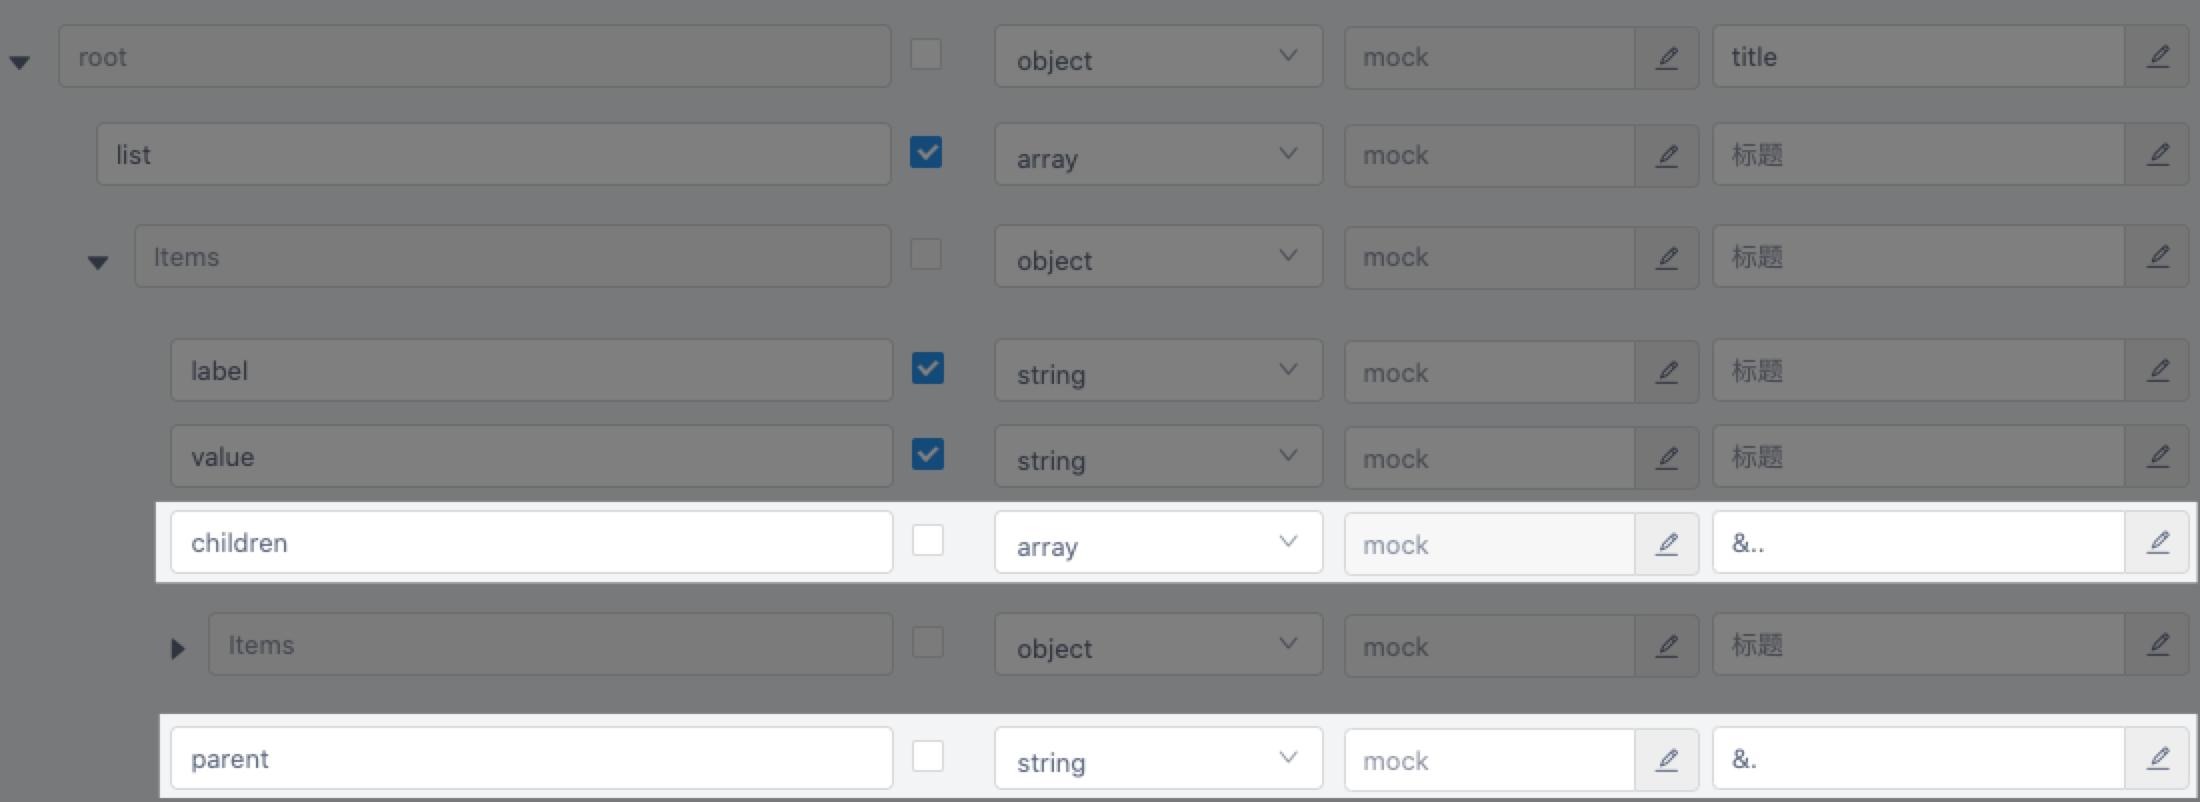 root object mock title
list array mock 标题
Items object mock 标题
label string mock 标题
value string mock 标题
children array mock &..
Items object mock 标题
parent string mock &.